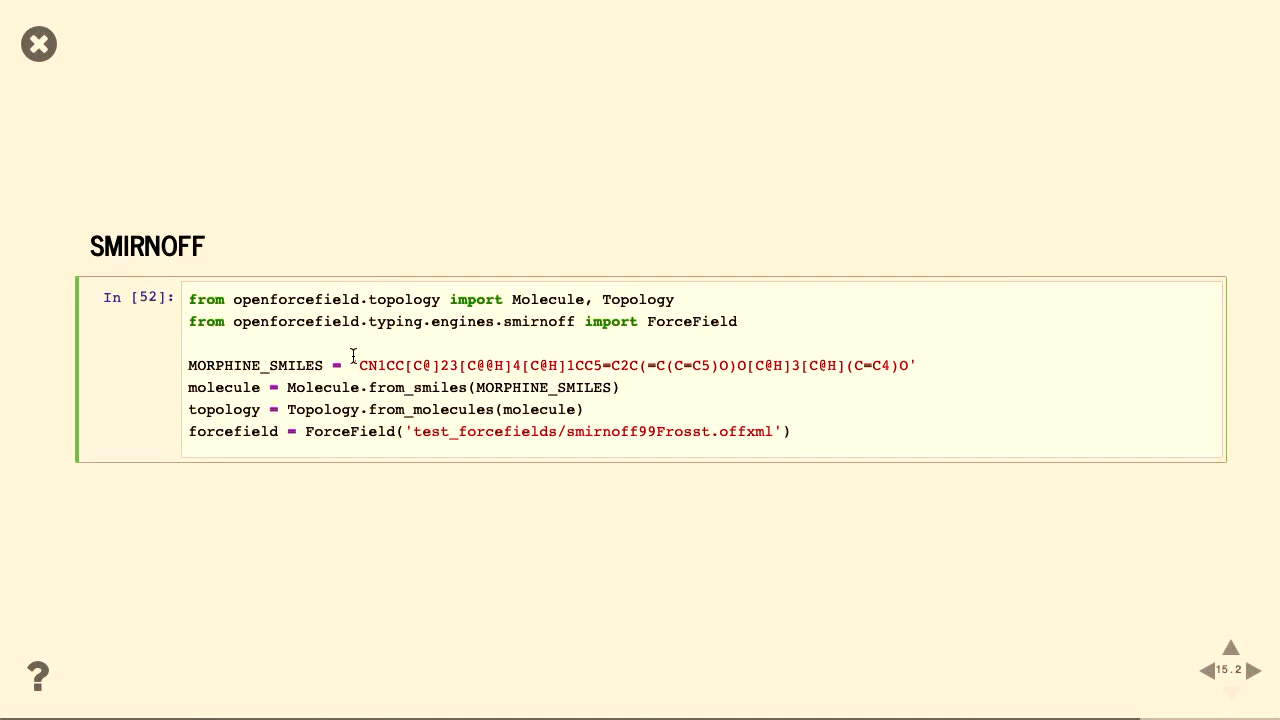 SMIRNOFF
In [52]:
from openforcefield.topology import Molecule, Topology
from openforcefield.typing.engines.smirnoff import ForceField
MORPHINE_SMILES = 'CN1CC[C@]23[C@@H]4[C@H]1CC5=C2C(=C(C=C5)O)O[C@H]3[C@H](C=C4)O'
molecule = Molecule.from_smiles(MORPHINE_SMILES)
topology = Topology.from_molecules(molecule)
forcefield = ForceField('test_forcefields/smirnoff99Frosst.offxml')
?
15.2